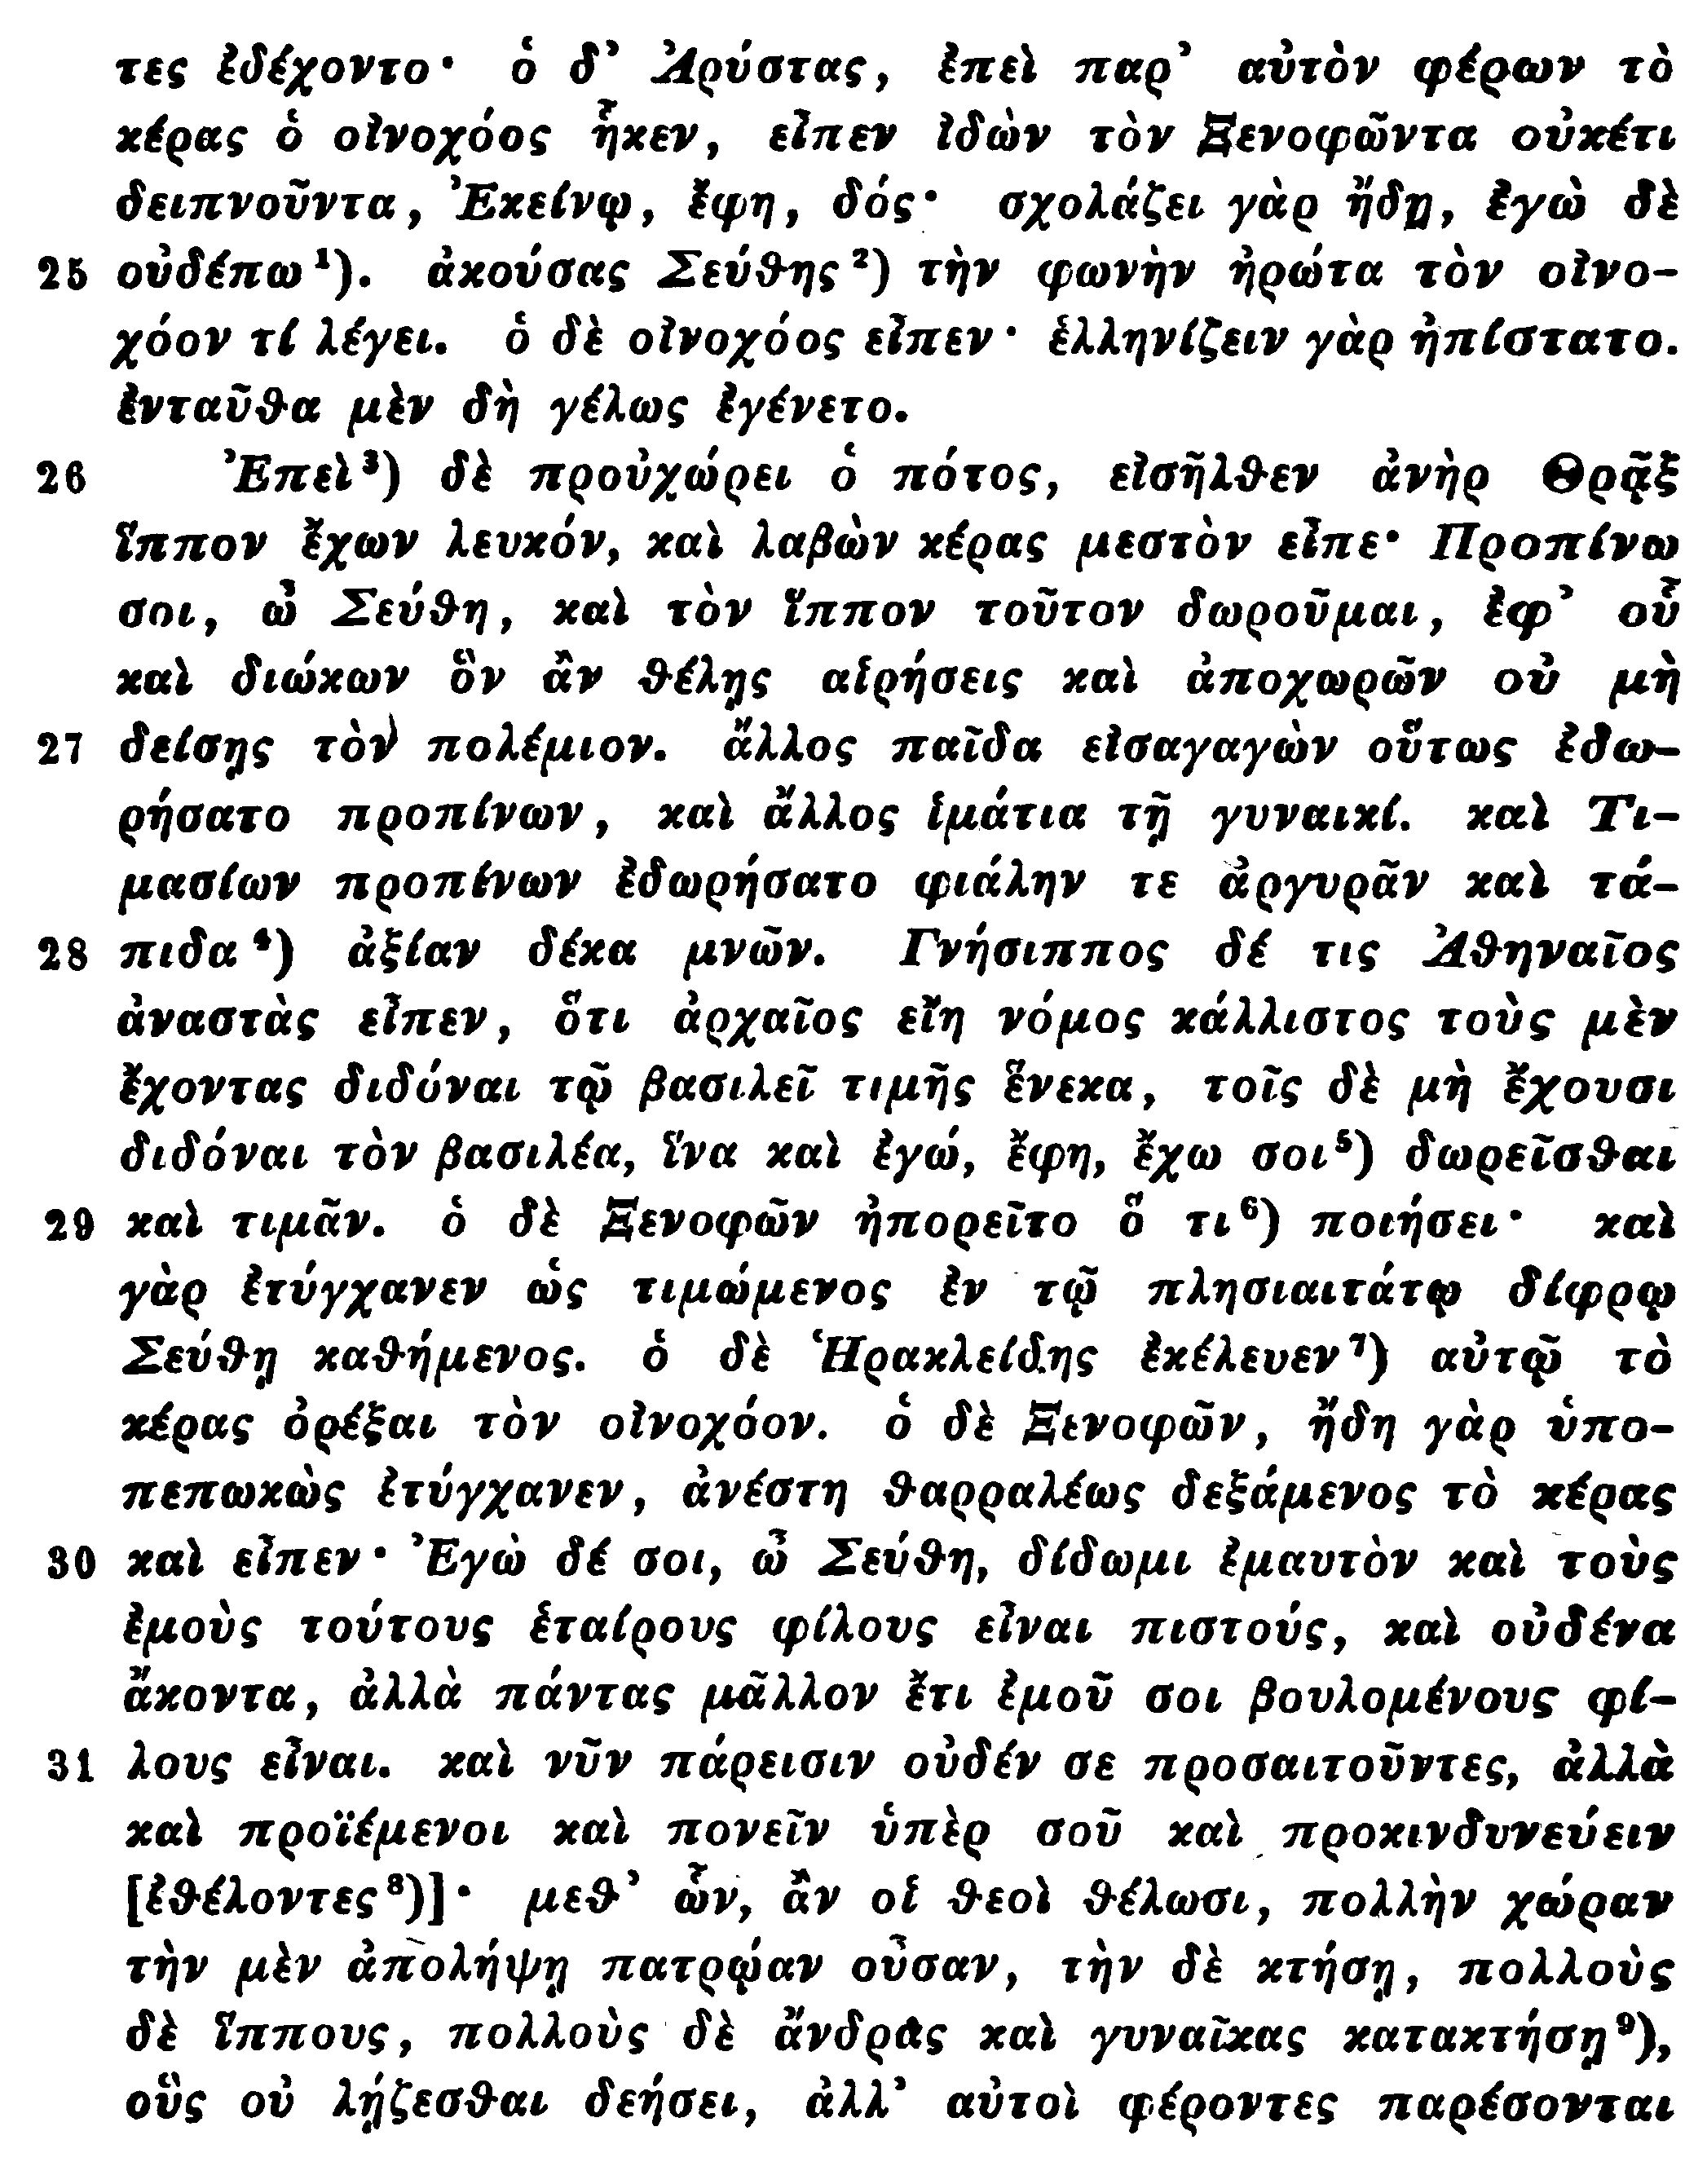 τες ἐδέχοντο· ὁ δ’ Ἀρύστας, ἐπεὶ παρ’ αὐτὸν φέρων τὸ
κέρας ὁ οἰνοχόος ἧκεν, εἶπεν ἰδὼν τὸν Ξενοφῶντα οὐκέτι
δειπνοῦντα, Ἐκείνῳ, ἔφη, δός· σχολάζει γὰρ ἤδη, ἐγὼ δὲ
25 οὐδέπω¹). ἀκούσας Σεύθης²) τὴν φωνὴν ἠρώτα τὸν οἰνο-
χόον τί λέγει. ὁ δὲ οἰνοχόος εἶπεν· ἑλληνίζειν γὰρ ἠπίστατο.
ἐνταῦθα μὲν δὴ γέλως ἐγένετο.
26 Ἐπεὶ³) δὲ προὐχώρει ὁ πότος, εἰσῆλθεν ἀνὴρ Θρᾷξ
ἵππον ἔχων λευκόν, καὶ λαβὼν κέρας μεστὸν εἶπε· Προπίνω
σοι, ὦ Σεύθη, καὶ τὸν ἵππον τοῦτον δωροῦμαι, ἐφ’ οὗ
καὶ διώκων ὃν ἂν θέλῃς αἱρήσεις καὶ ἀποχωρῶν οὐ μὴ
27 δείσῃς τὸν πολέμιον. ἄλλος παῖδα εἰσαγαγὼν οὕτως ἐδω-
ρήσατο προπίνων, καὶ ἄλλος ἱμάτια τῇ γυναικί. καὶ Τι-
μασίων προπίνων ἐδωρήσατο φιάλην τε ἀργυρᾶν καὶ τά-
28 πιδα⁴) ἀξίαν δέκα μνῶν. Γνήσιππος δέ τις Ἀθηναῖος
ἀναστὰς εἶπεν, ὅτι ἀρχαῖος εἴη νόμος κάλλιστος τοὺς μὲν
ἔχοντας διδόναι τῷ βασιλεῖ τιμῆς ἕνεκα, τοῖς δὲ μὴ ἔχουσι
διδόναι τὸν βασιλέα, ἵνα καὶ ἐγώ, ἔφη, ἔχω σοι⁵) δωρεῖσθαι
29 καὶ τιμᾶν. ὁ δὲ Ξενοφῶν ἠπορεῖτο ὅ τι⁶) ποιήσει· καὶ
γὰρ ἐτύγχανεν ὡς τιμώμενος ἐν τῷ πλησιαιτάτῳ δίφρῳ
Σεύθῃ καθήμενος. ὁ δὲ Ἡρακλείδης ἐκέλευεν⁷) αὐτῷ τὸ
κέρας ὀρέξαι τὸν οἰνοχόον. ὁ δὲ Ξενοφῶν, ἤδη γὰρ ὑπο-
πεπωκὼς ἐτύγχανεν, ἀνέστη θαρραλέως δεξάμενος τὸ κέρας
30 καὶ εἶπεν· Ἐγὼ δέ σοι, ὦ Σεύθη, δίδωμι ἐμαυτὸν καὶ τοὺς
ἐμοὺς τούτους ἑταίρους φίλους εἶναι πιστούς, καὶ οὐδένα
ἄκοντα, ἀλλὰ πάντας μᾶλλον ἔτι ἐμοῦ σοι βουλομένους φί-
31 λους εἶναι. καὶ νῦν πάρεισιν οὐδέν σε προσαιτοῦντες, ἀλλὰ
καὶ προϊέμενοι καὶ πονεῖν ὑπὲρ σοῦ καὶ προκινδυνεύειν
[ἐθέλοντες⁸)]· μεθ’ ὧν, ἂν οἱ θεοὶ θέλωσι, πολλὴν χώραν
τὴν μὲν ἀπολήψῃ πατρῴαν οὖσαν, τὴν δὲ κτήσῃ, πολλοὺς
δὲ ἵππους, πολλοὺς δὲ ἄνδρας καὶ γυναῖκας κατακτήσῃ⁹),
οὓς οὐ λῄζεσθαι δεήσει, ἀλλ’ αὐτοὶ φέροντες παρέσονται